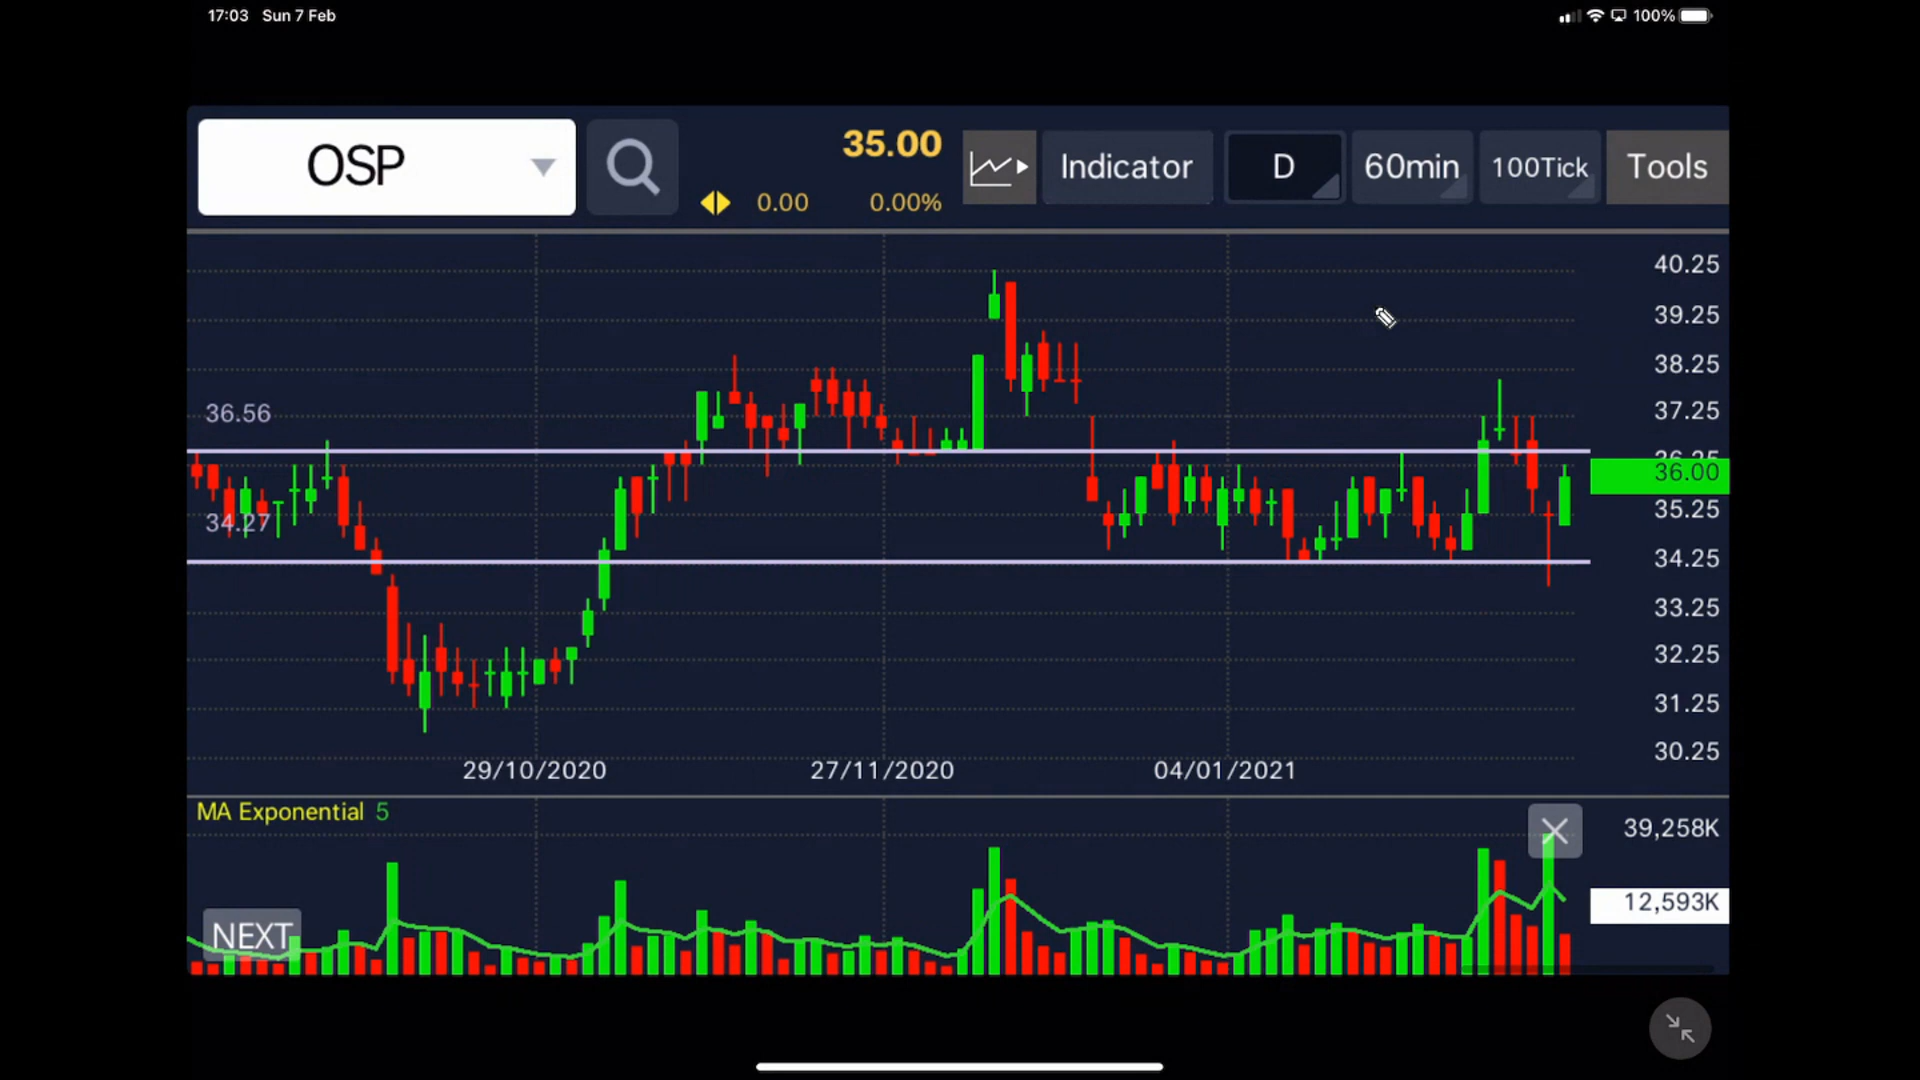 17:03 Sun 7 Feb
100%
OSP
35.00
0.00 0.00%
Indicator
D
60min
100Tick
Tools
40.25
39.25
38.25
37.25
36.56
36.25
36.00
35.25
34.27
34.25
33.25
32.25
31.25
30.25
29/10/2020 27/11/2020 04/01/2021
MA Exponential 5
39,258K
12,593K
NEXT